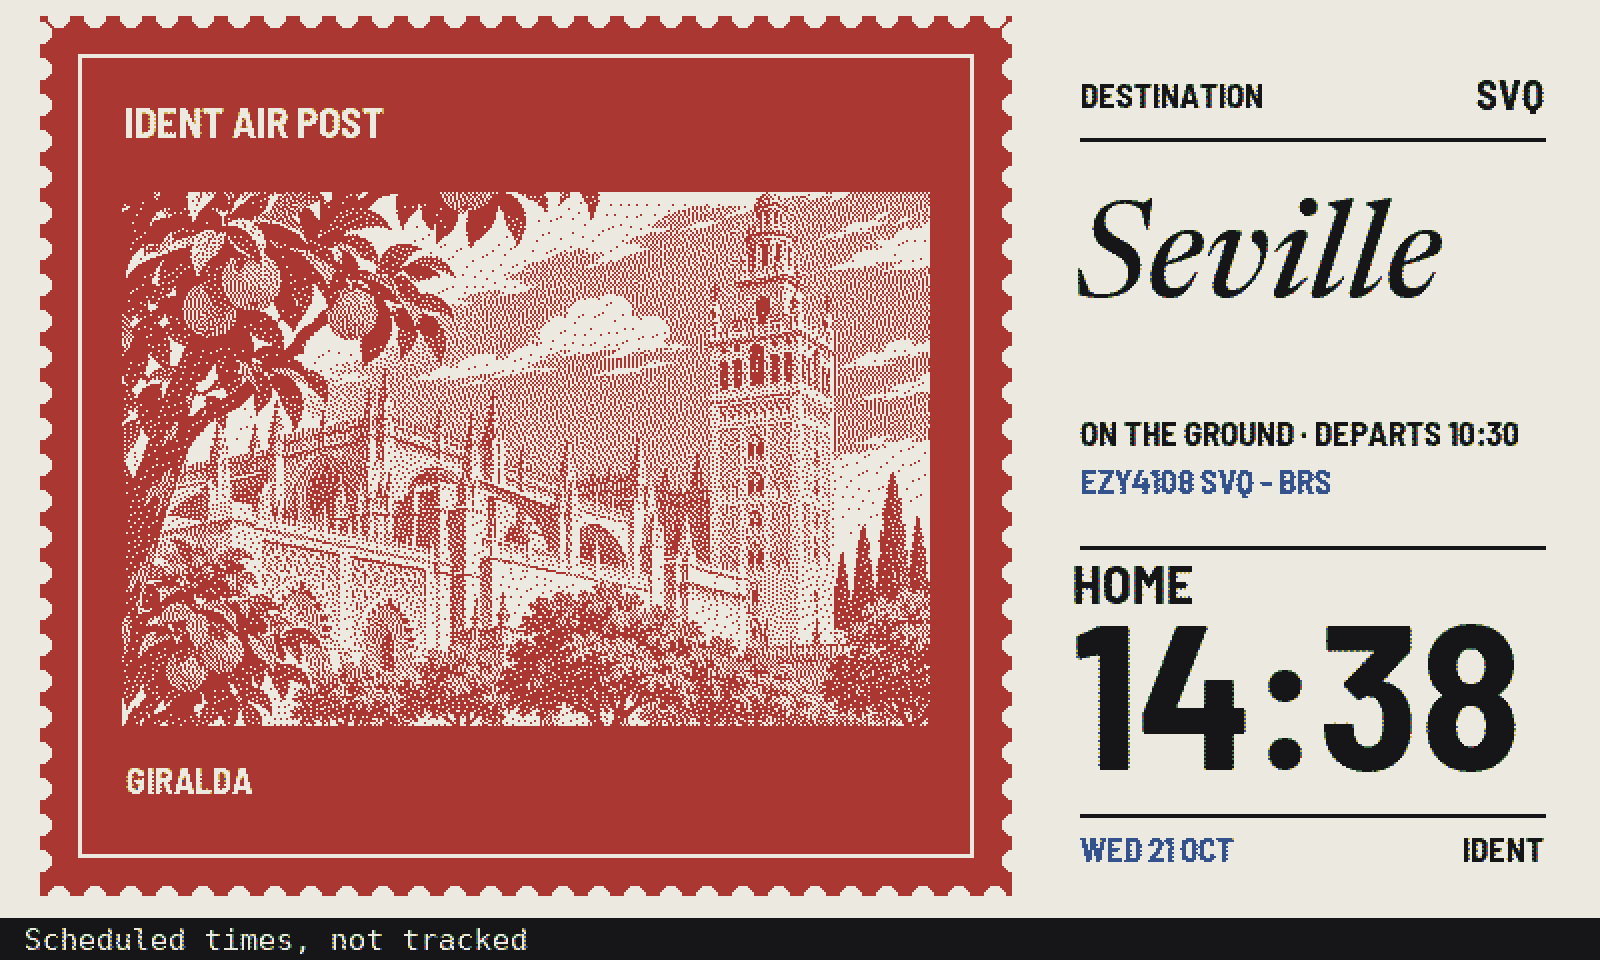 IDENT AIR POST
GIRALDA
DESTINATION SVQ
Seville
ON THE GROUND · DEPARTS 10:30
EZY4108 SVQ - BRS
HOME
14:38
WED 21 OCT IDENT
Scheduled times, not tracked